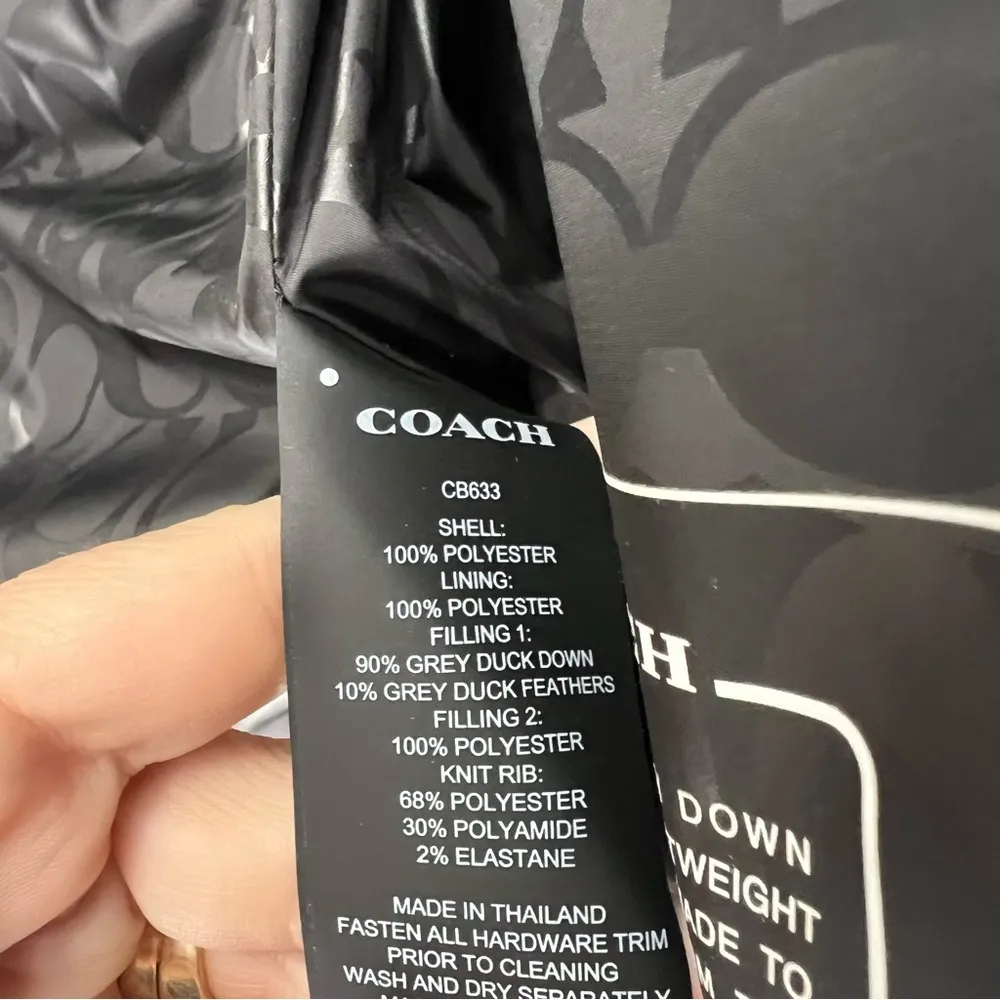 COACH
CB633
SHELL:
100% POLYESTER
LINING:
100% POLYESTER
FILLING 1:
90% GREY DUCK DOWN
10% GREY DUCK FEATHERS
FILLING 2:
100% POLYESTER
KNIT RIB:
68% POLYESTER
30% POLYAMIDE
2% ELASTANE
MADE IN THAILAND
FASTEN ALL HARDWARE TRIM
PRIOR TO CLEANING
WASH AND DRY SEPARATELY
CH
DOWN
TWEIGHT
ADE TO